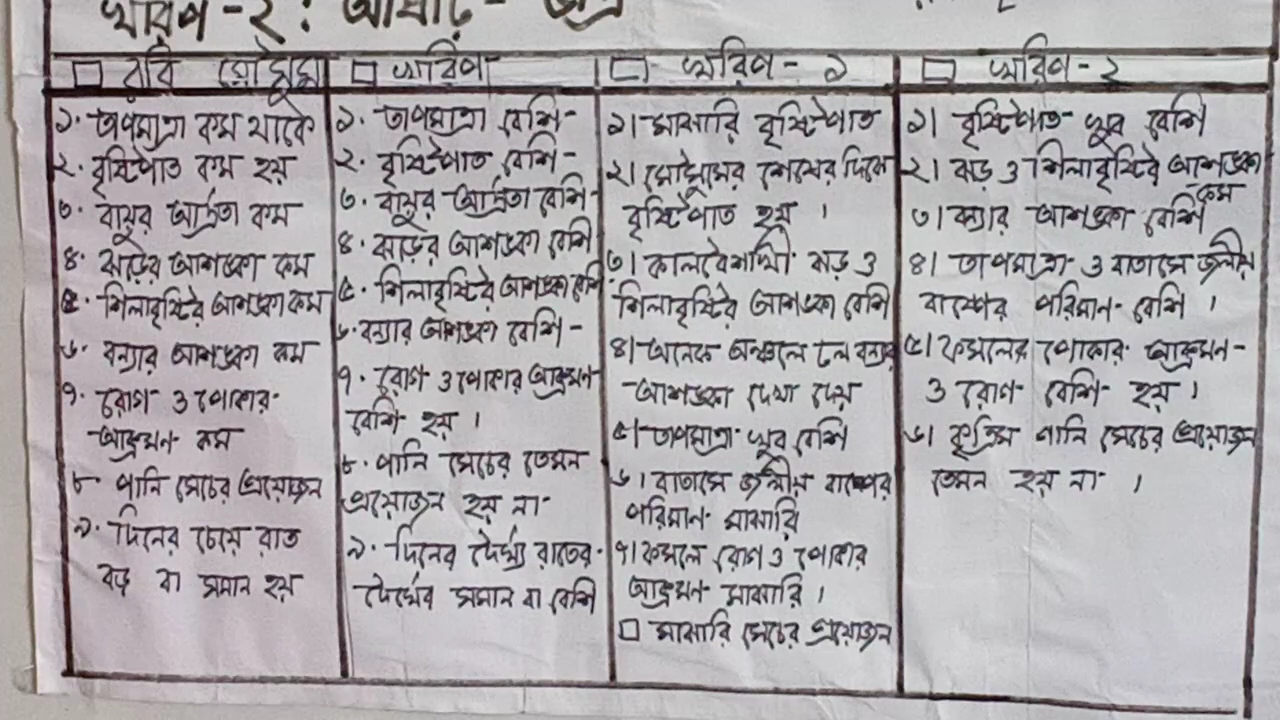 খরিপ-২ : আষাঢ় - ভাদ্র
□ রবি মৌসুম
১. তাপমাত্রা কম থাকে
২. বৃষ্টিপাত কম হয়
৩. বায়ুর আর্দ্রতা কম
৪. ঝড়ের আশঙ্কা কম
৫. শিলাবৃষ্টির আশঙ্কা কম
৬. বন্যার আশঙ্কা কম
৭. রোগ ও পোকার
আক্রমণ কম
৮. পানি সেচের প্রয়োজন
৯. দিনের চেয়ে রাত
বড় বা সমান হয়
□ খরিপ
১. তাপমাত্রা বেশি-
২. বৃষ্টিপাত বেশি-
৩. বায়ুর আর্দ্রতা বেশি-
৪. ঝড়ের আশঙ্কা বেশি
৫. শিলাবৃষ্টির আশঙ্কা বেশি
৬. বন্যার আশঙ্কা বেশি-
৭. রোগ ও পোকার আক্রমণ
বেশি হয় ।
৮. পানি সেচের তেমন
প্রয়োজন হয় না.
৯. দিনের দৈর্ঘ্য রাতের.
দৈর্ঘের সমান বা বেশি
□ খরিপ - ১
১। মাঝারি বৃষ্টিপাত
২। মৌসুমের শেষের দিকে
বৃষ্টিপাত হয় ।
৩। কালবৈশাখী ঝড় ও
শিলাবৃষ্টির আশঙ্কা বেশি
৪। অনেক অঞ্চলে ঢল বন্যার
আশঙ্কা দেখা দেয়
৫। তাপমাত্রা খুব বেশি
৬। বাতাসে জলীয় বাষ্পের
পরিমান মাঝারি
৭। ফসলে রোগ ও পোকার
আক্রমণ মাঝারি ।
□ মাঝারি সেচের প্রয়োজন
□ খরিপ - ২
১। বৃষ্টিপাত খুব বেশি
২। ঝড় ও শিলাবৃষ্টির আশঙ্কা
কম
৩। বন্যার আশঙ্কা বেশি
৪। তাপমাত্রা ও বাতাসে জলীয়
বাষ্পের পরিমান বেশি ।
৫। ফসলের পোকার আক্রমণ-
ও রোগ বেশি হয় ।
৬। কৃত্রিম পানি সেচের প্রয়োজন
তেমন হয় না ।